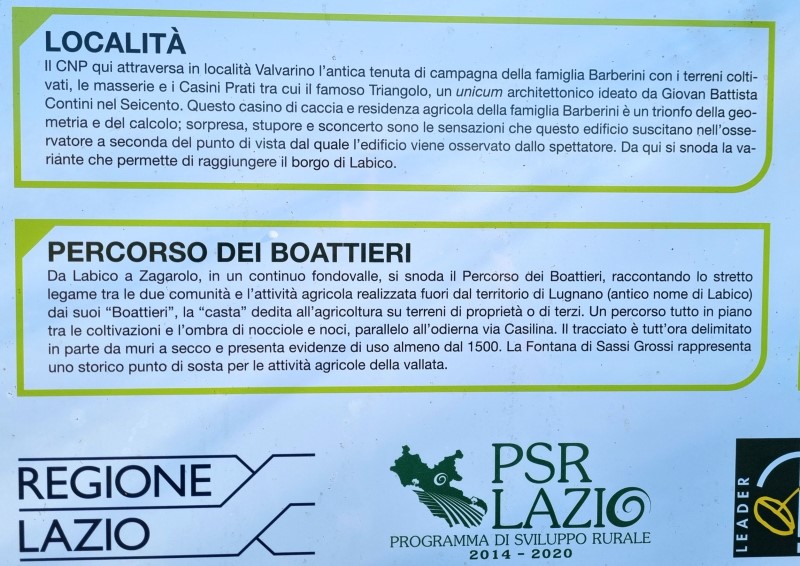 LOCALITÀ
Il CNP qui attraversa in località Valvarino l'antica tenuta di campagna della famiglia Barberini con i terreni colti-
vati, le masserie e i Casini Prati tra cui il famoso Triangolo, un unicum architettonico ideato da Giovan Battista
Contini nel Seicento. Questo casino di caccia e residenza agricola della famiglia Barberini è un trionfo della geo-
metria e del calcolo; sorpresa, stupore e sconcerto sono le sensazioni che questo edificio suscitano nell'osse-
rvatore a seconda del punto di vista dal quale l'edificio viene osservato dallo spettatore. Da qui si snoda la va-
riante che permette di raggiungere il borgo di Labico.
PERCORSO DEI BOATTIERI
Da Labico a Zagarolo, in un continuo fondovalle, si snoda il Percorso dei Boattieri, raccontando lo stretto
legame tra le due comunità e l'attività agricola realizzata fuori dal territorio di Lugnano (antico nome di Labico)
dai suoi "Boattieri", la "casta" dedita all'agricoltura su terreni di proprietà o di terzi. Un percorso tutto in piano
tra le coltivazioni e l'ombra di nocciole e noci, parallelo all'odierna via Casilina. Il tracciato è tutt'ora delimitato
in parte da muri a secco e presenta evidenze di uso almeno dal 1500. La Fontana di Sassi Grossi rappresenta
uno storico punto di sosta per le attività agricole della vallata.
REGIONE
LAZIO
PSR
LAZIO
PROGRAMMA DI SVILUPPO RURALE
2014 - 2020
LEADER